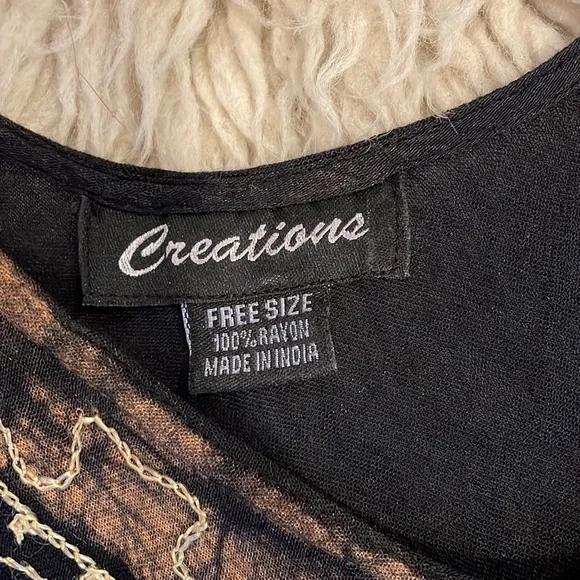 Creations
FREE SIZE
100% RAYON
MADE IN INDIA